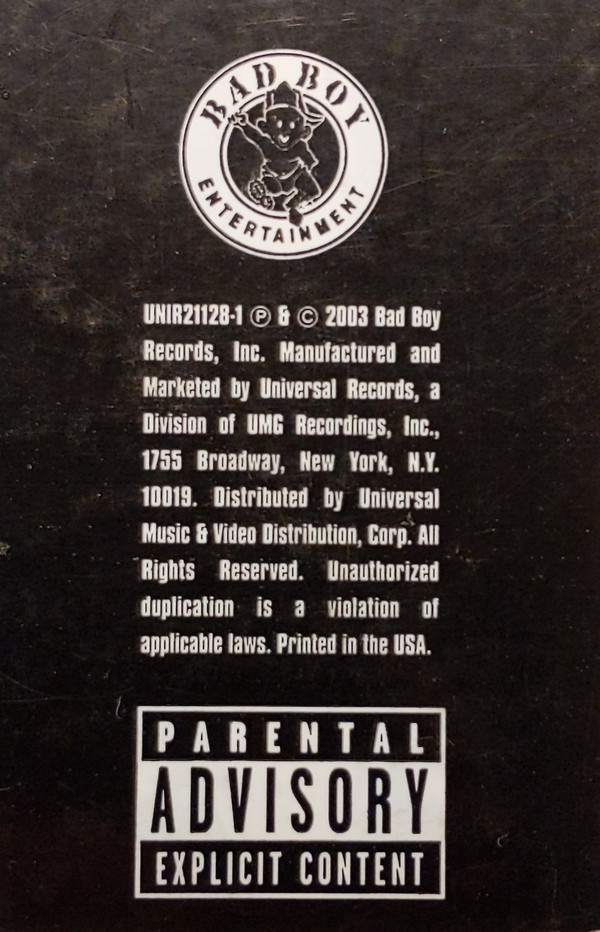 BAD BOY
ENTERTAINMENT
UNIR21128-1 ℗ & © 2003 Bad Boy
Records, Inc. Manufactured and
Marketed by Universal Records, a
Division of UMG Recordings, Inc.,
1755 Broadway, New York, N.Y.
10019. Distributed by Universal
Music & Video Distribution, Corp. All
Rights Reserved. Unauthorized
duplication is a violation of
applicable laws. Printed in the USA.
PARENTAL
ADVISORY
EXPLICIT CONTENT